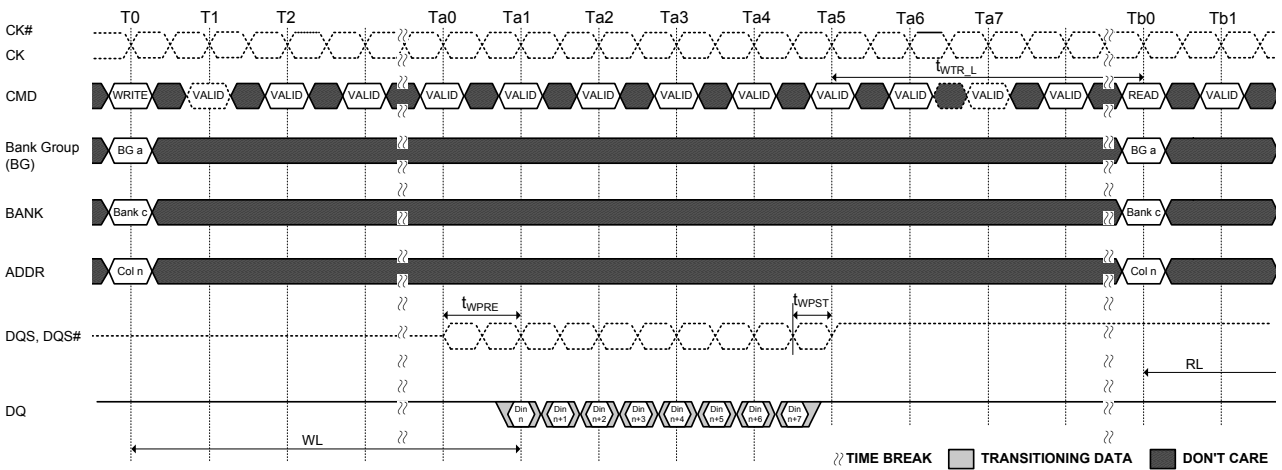 T0 T1 T2 Ta0 Ta1 Ta2 Ta3 Ta4 Ta5 Ta6 Ta7 Tb0 Tb1
CK#
CK
tWTR_L
CMD WRITE VALID VALID VALID VALID VALID VALID VALID VALID VALID VALID VALID VALID READ VALID
Bank Group
(BG)
BG a BG a
BANK Bank c Bank c
ADDR Col n Col n
tWPRE tWPST
DQS, DQS#
RL
DQ Din n Din n+1 Din n+2 Din n+3 Din n+4 Din n+5 Din n+6 Din n+7
WL
TIME BREAK TRANSITIONING DATA DON'T CARE